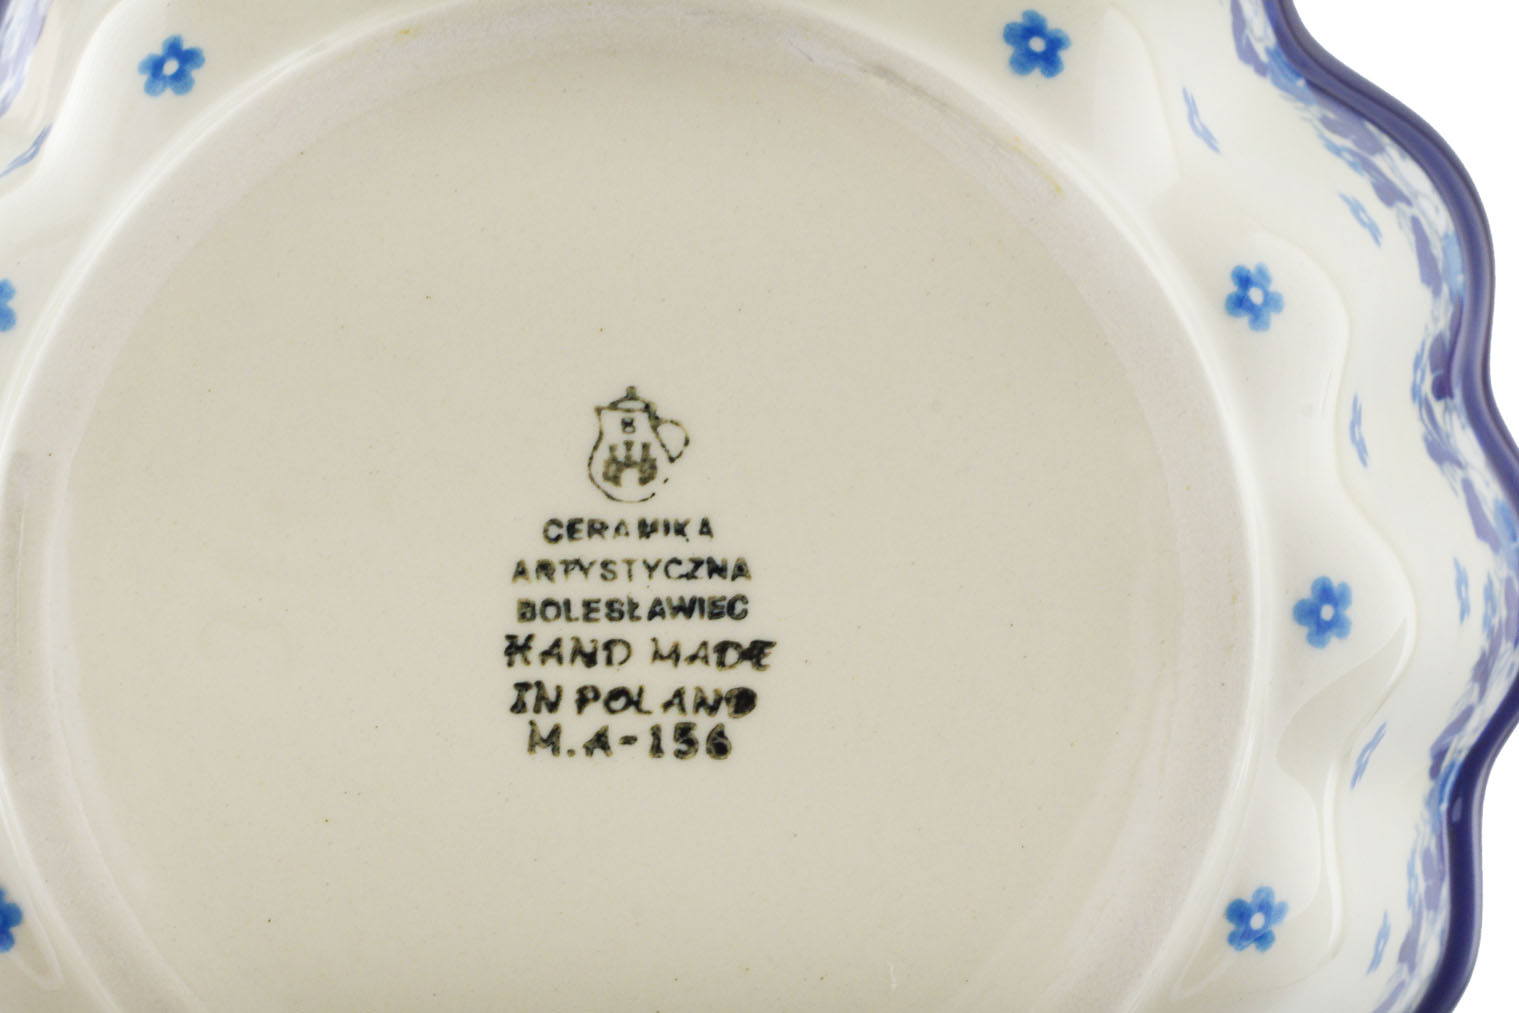 B
CERAMIKA
ARTYSTYCZNA
BOLESŁAWIEC
HAND MADE
IN POLAND
M.A-156